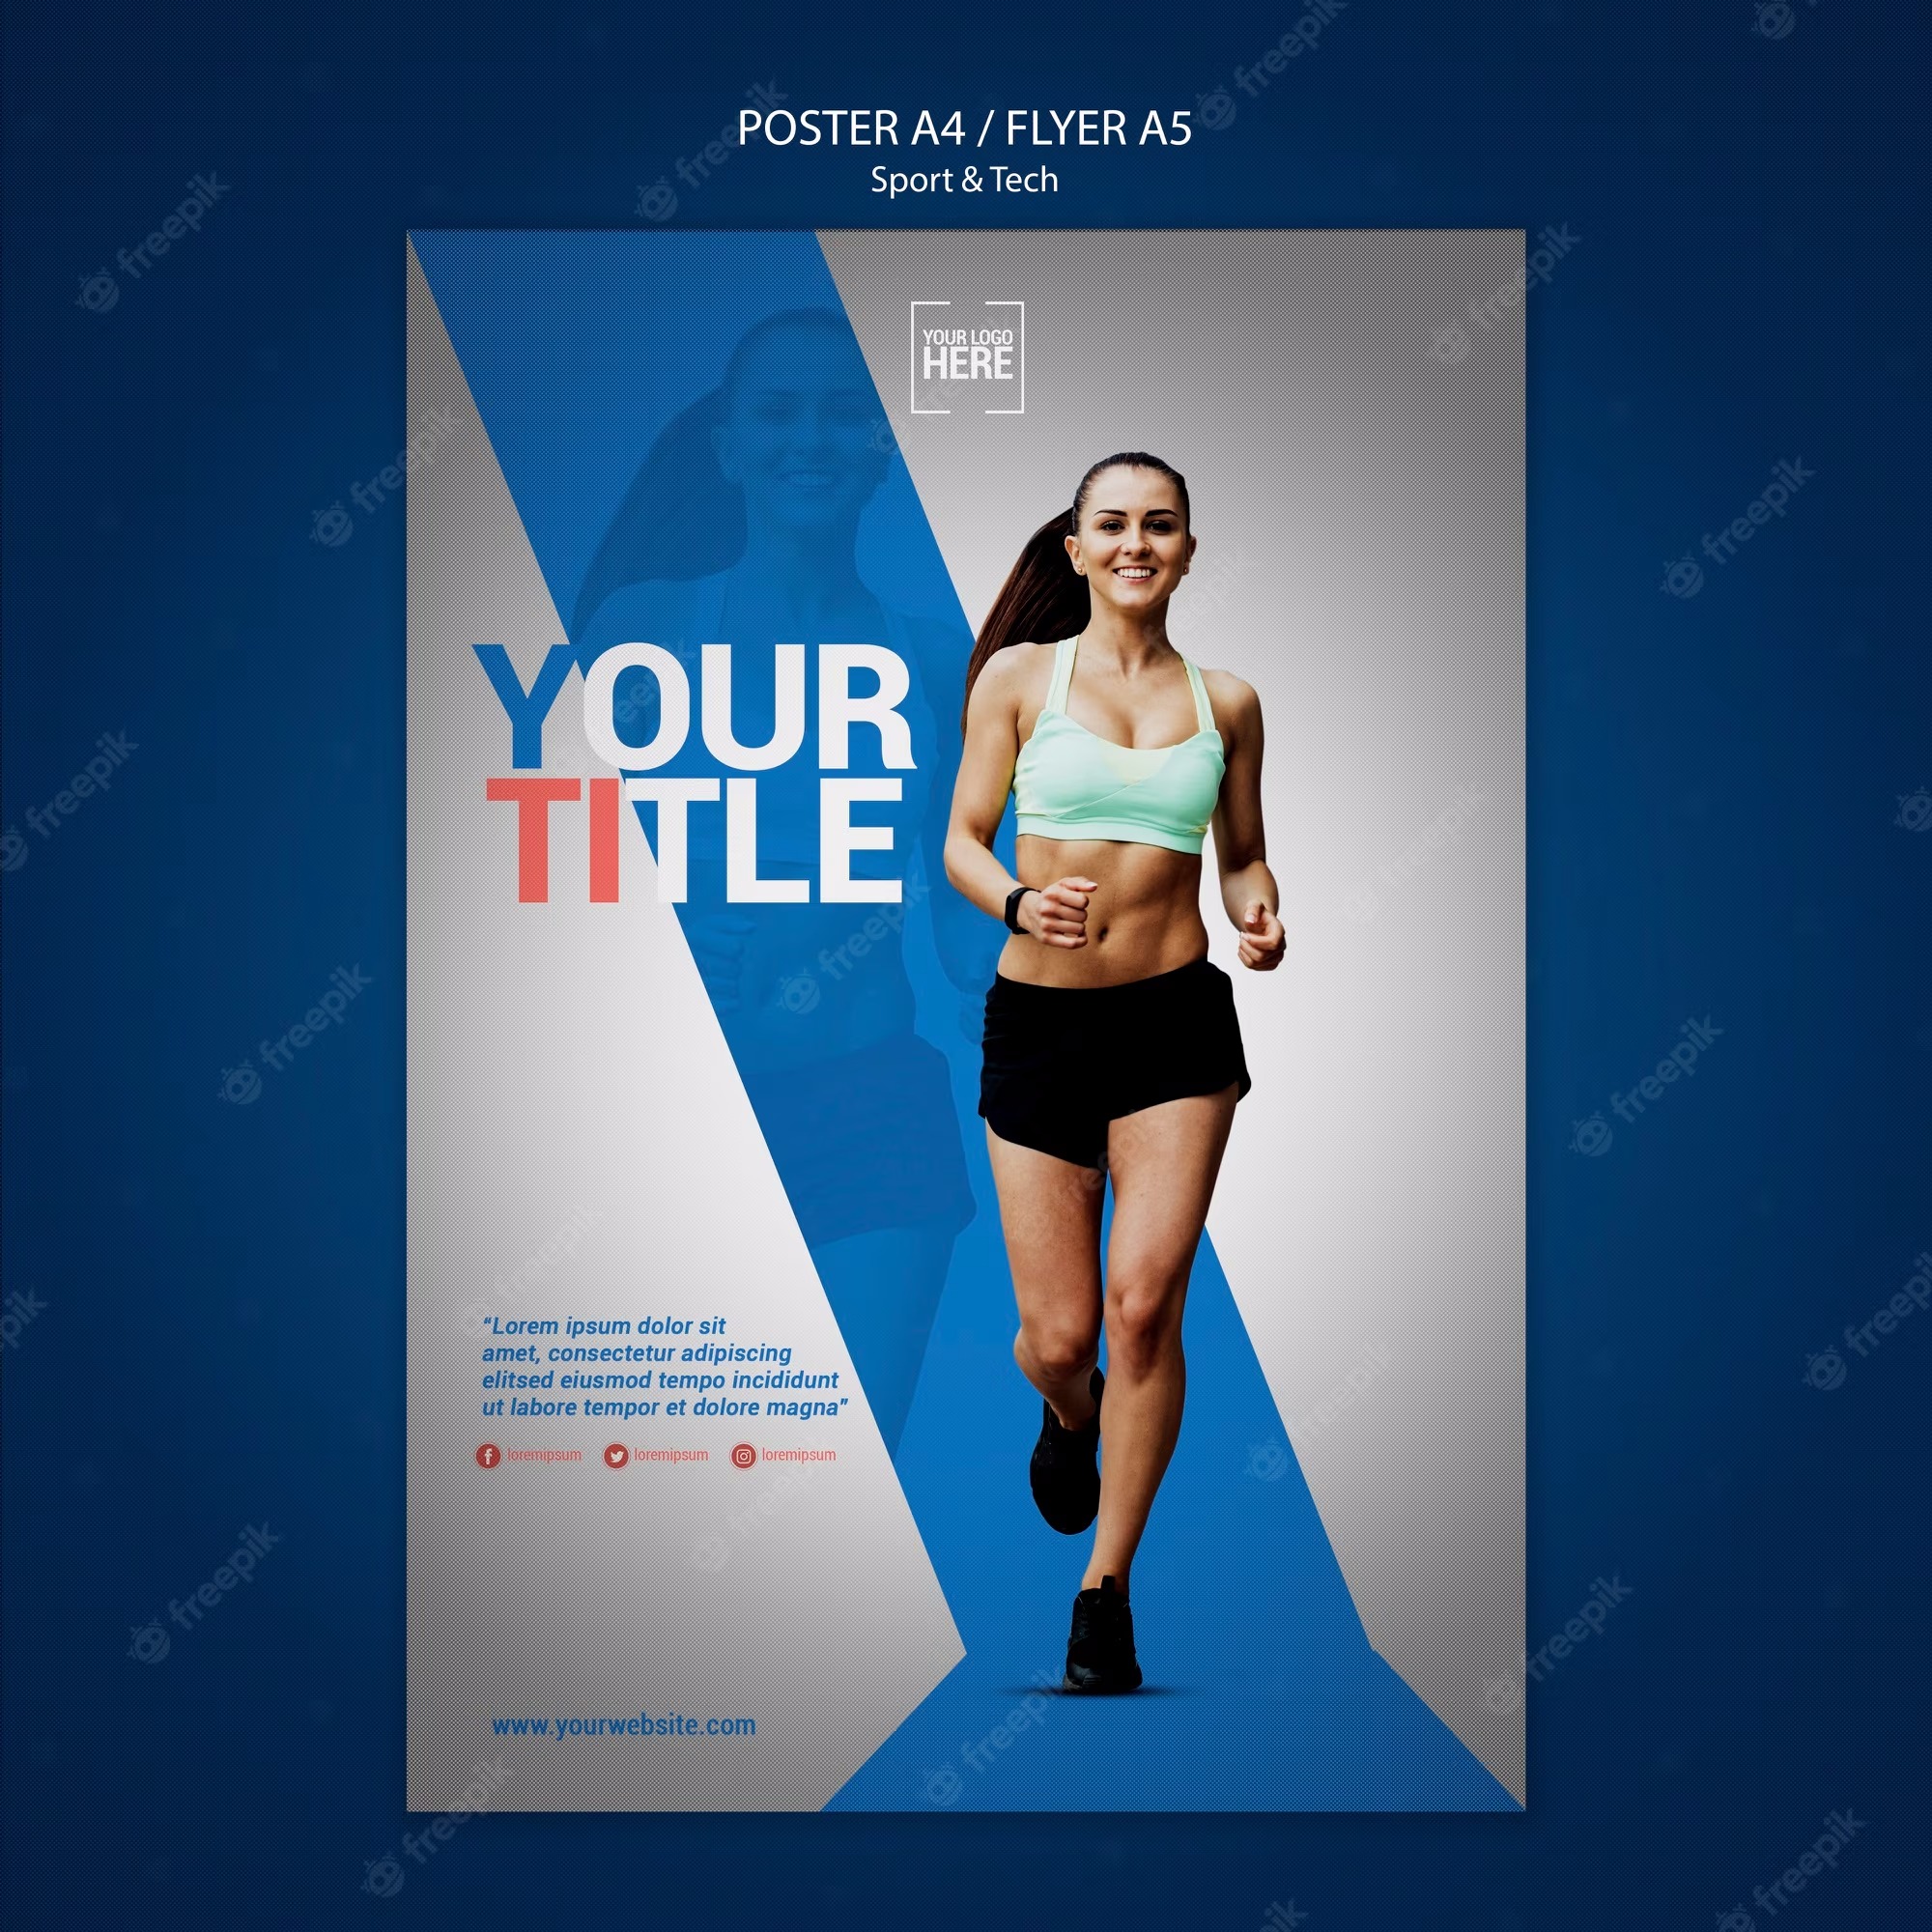 POSTER A4 / FLYER A5
Sport & Tech
YOUR LOGO
HERE
YOUR
TITLE
“Lorem ipsum dolor sit
amet, consectetur adipiscing
elitsed eiusmod tempo incididunt
ut labore tempor et dolore magna”
loremipsum loremipsum loremipsum
www.yourwebsite.com
freepik